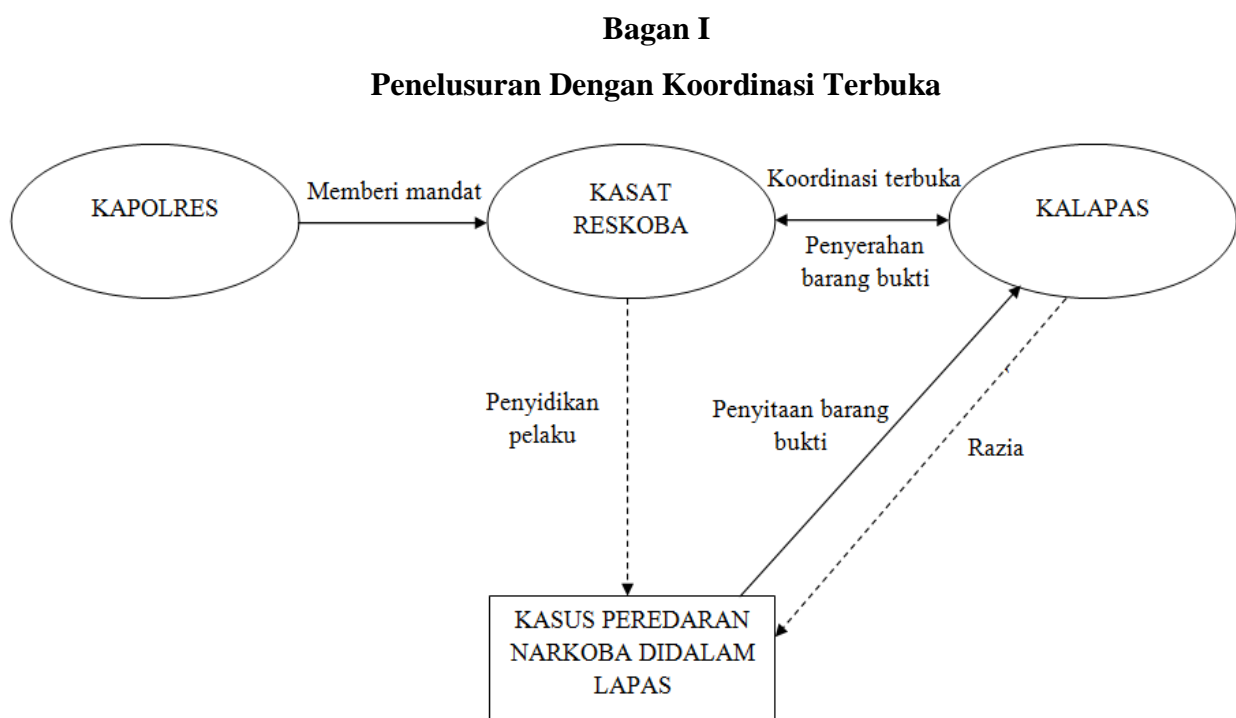 Bagan I
Penelusuran Dengan Koordinasi Terbuka
KAPOLRES
Memberi mandat
KASAT
RESKOBA
Koordinasi terbuka
Penyerahan
barang bukti
KALAPAS
Penyidikan
pelaku
Penyitaan barang
bukti
Razia
KASUS PEREDARAN
NARKOBA DIDALAM
LAPAS